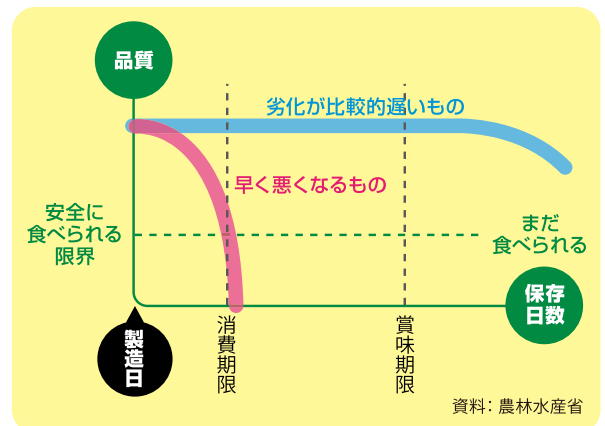 品質
劣化が比較的遅いもの
早く悪くなるもの
安全に
食べられる
限界
まだ
食べられる
保存
日数
製造日
消費期限
賞味期限
資料：農林水産省